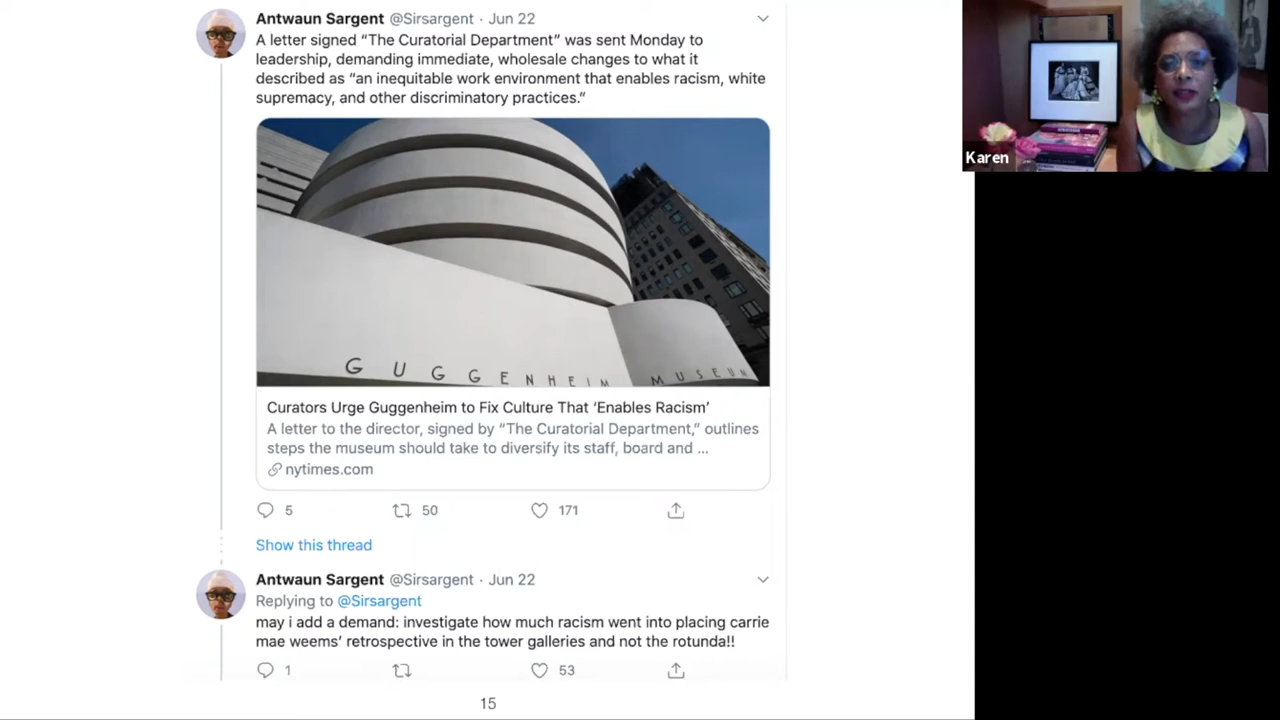 Antwaun Sargent @Sirsargent · Jun 22
A letter signed “The Curatorial Department” was sent Monday to
leadership, demanding immediate, wholesale changes to what it
described as “an inequitable work environment that enables racism, white
supremacy, and other discriminatory practices.”
GUGGENHEIM MUSEUM
Curators Urge Guggenheim to Fix Culture That ‘Enables Racism’
A letter to the director, signed by “The Curatorial Department,” outlines
steps the museum should take to diversify its staff, board and ...
nytimes.com
5 50 171
Show this thread
Antwaun Sargent @Sirsargent · Jun 22
Replying to @Sirsargent
may i add a demand: investigate how much racism went into placing carrie
mae weems’ retrospective in the tower galleries and not the rotunda!!
1 53
15
Karen